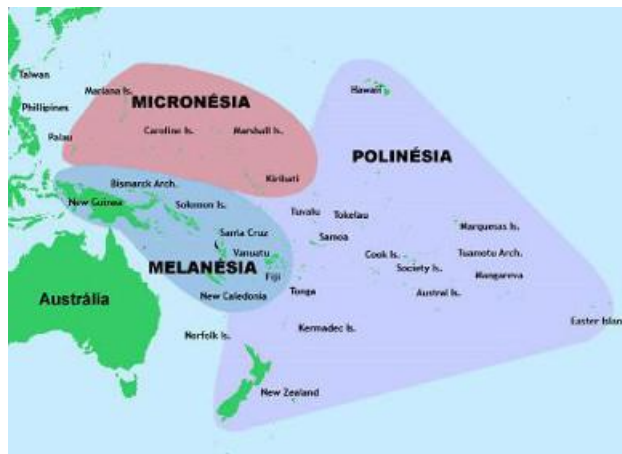 Taiwan
Mariana Is.
MICRONÉSIA
Hawaii
Phillipines
Caroline Is.
Marshall Is.
Palau
POLINÉSIA
Kiribati
Bismarck Arch.
New Guinea
Solomon Is.
Tuvalu
Tokelau
Marquesas Is.
Santa Cruz
Samoa
Vanuatu
Cook Is.
Tuamotu Arch.
MELANÉSIA
Fiji
Society Is.
Mangareva
Austrália
New Caledonia
Tonga
Austral Is.
Norfolk Is.
Kermadec Is.
Easter Islan
New Zealand